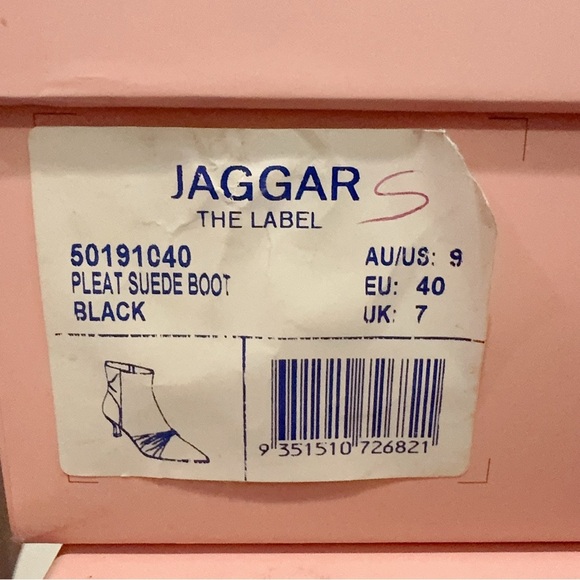 JAGGAR S
THE LABEL
50191040 AU/US: 9
PLEAT SUEDE BOOT EU: 40
BLACK UK: 7
9 351510 726821